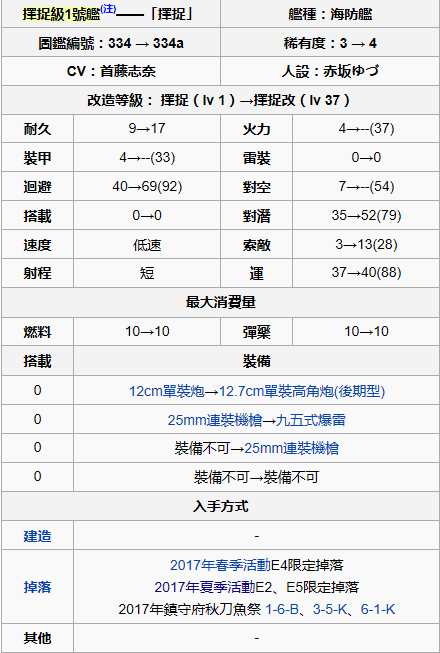 擇捉級1號艦(注)——「擇捉」 艦種：海防艦
圖鑑編號：334 → 334a 稀有度：3 → 4
CV：首藤志奈 人設：赤坂ゆづ
改造等級： 擇捉（lv 1）→擇捉改（lv 37）
耐久 9→17 火力 4→--(37)
裝甲 4→--(33) 雷裝 0→0
迴避 40→69(92) 對空 7→--(54)
搭載 0→0 對潛 35→52(79)
速度 低速 索敵 3→13(28)
射程 短 運 37→40(88)
最大消費量
燃料 10→10 彈藥 10→10
搭載 裝備
0 12cm單裝炮→12.7cm單裝高角炮(後期型)
0 25mm連裝機槍→九五式爆雷
0 裝備不可→25mm連裝機槍
0 裝備不可→裝備不可
入手方式
建造 -
掉落 2017年春季活動E4限定掉落
2017年夏季活動E2、E5限定掉落
2017年鎮守府秋刀魚祭 1-6-B、3-5-K、6-1-K
其他 -